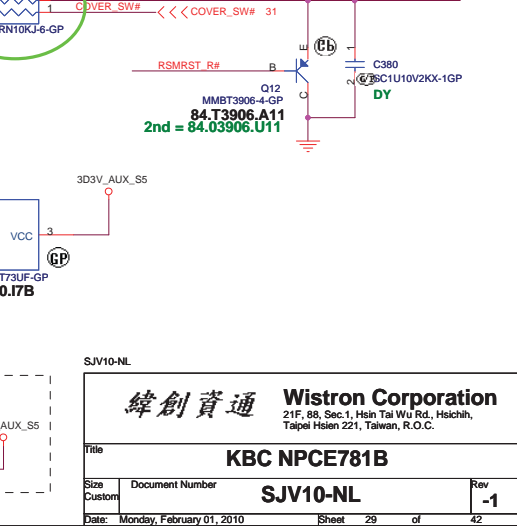 1
COVER_SW#
COVER_SW# 31
RN10KJ-6-GP
E
1
RSMRST_R#
B
C
2
C380
SC1U10V2KX-1GP
DY
Q12
MMBT3906-4-GP
84.T3906.A11
2nd = 84.03906.U11
3D3V_AUX_S5
VCC
3
GP
T73UF-GP
0.I7B
SJV10-NL
AUX_S5
緯創資通
Wistron Corporation
21F, 88, Sec.1, Hsin Tai Wu Rd., Hsichih,
Taipei Hsien 221, Taiwan, R.O.C.
Title
KBC NPCE781B
Size
Custom
Document Number
SJV10-NL
Rev
-1
Date: Monday, February 01, 2010
Sheet 29 of 42